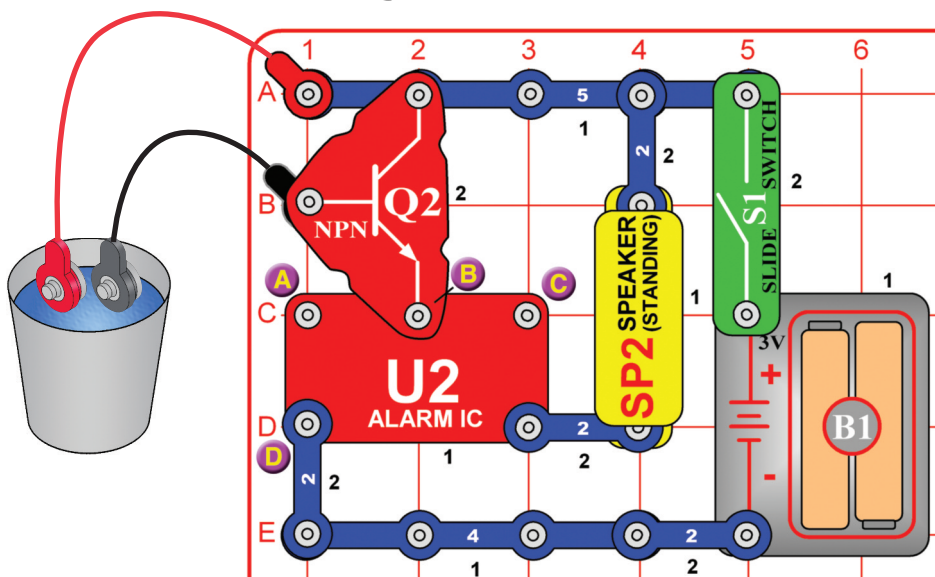 1 2 3 4 5 6
A 5
1
2 2
SLIDE SWITCH
S1
2
B Q2 2
NPN
SPEAKER
(STANDING)
SP2
1
A B C
C
1
3V
+
U2
ALARM IC
B1
D 2
D 1 2
-
2 2
E 4 2
1 2